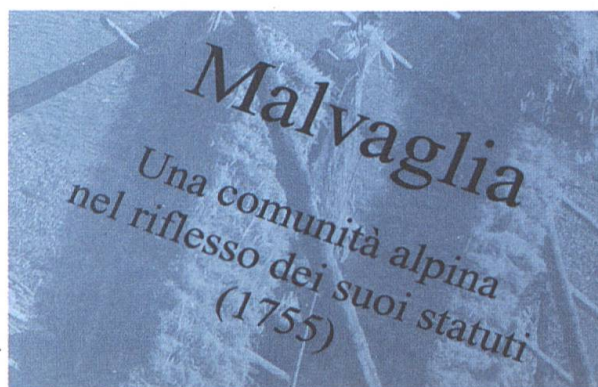 Malvaglia
Una comunità alpina
nel riflesso dei suoi statuti
(1755)